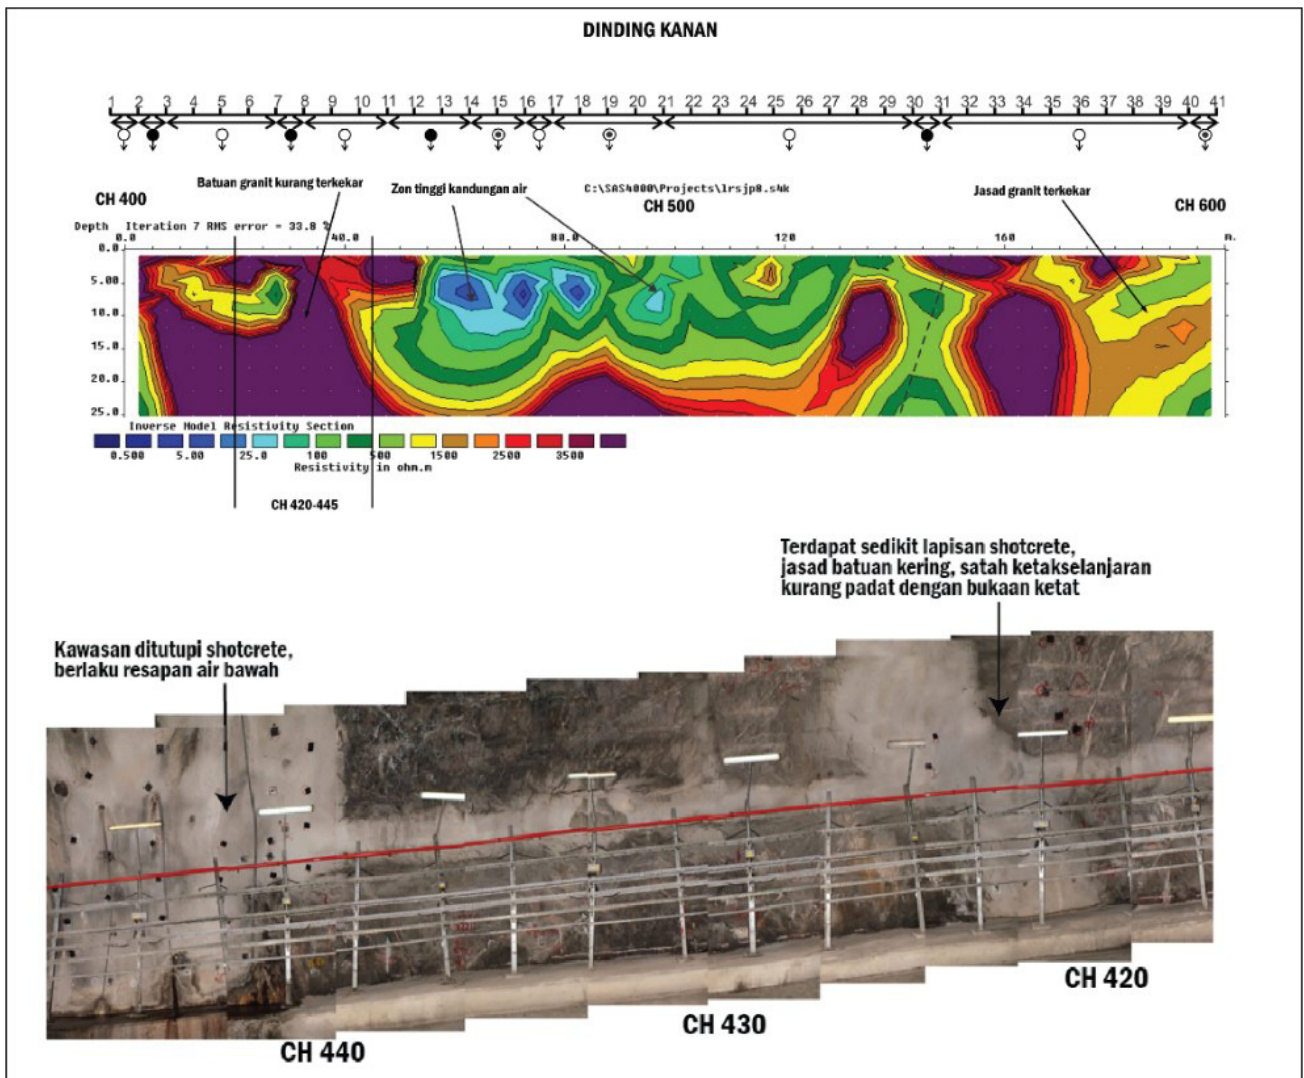 DINDING KANAN
1 2 3 4 5 6 7 8 9 10 11 12 13 14 15 16 17 18 19 20 21 22 23 24 25 26 27 28 29 30 31 32 33 34 35 36 37 38 39 40 41
Batuan granit kurang terkekar
Zon tinggi kandungan air
C:\SAS4000\Projects\lrsjp8.s4k
Jasad granit terkekar
CH 400
CH 500
CH 600
Depth Iteration 7 RMS error = 33.8 %
0.0 40.0 80.0 120 160 m.
0.0
5.00
10.0
15.0
20.0
25.0
Inverse Model Resistivity Section
0.500 5.00 25.0 100 500 1500 2500 3500
Resistivity in ohm.m
CH 420-445
Terdapat sedikit lapisan shotcrete,
jasad batuan kering, satah ketakselanjaran
kurang padat dengan bukaan ketat
Kawasan ditutupi shotcrete,
berlaku resapan air bawah
CH 420
CH 430
CH 440